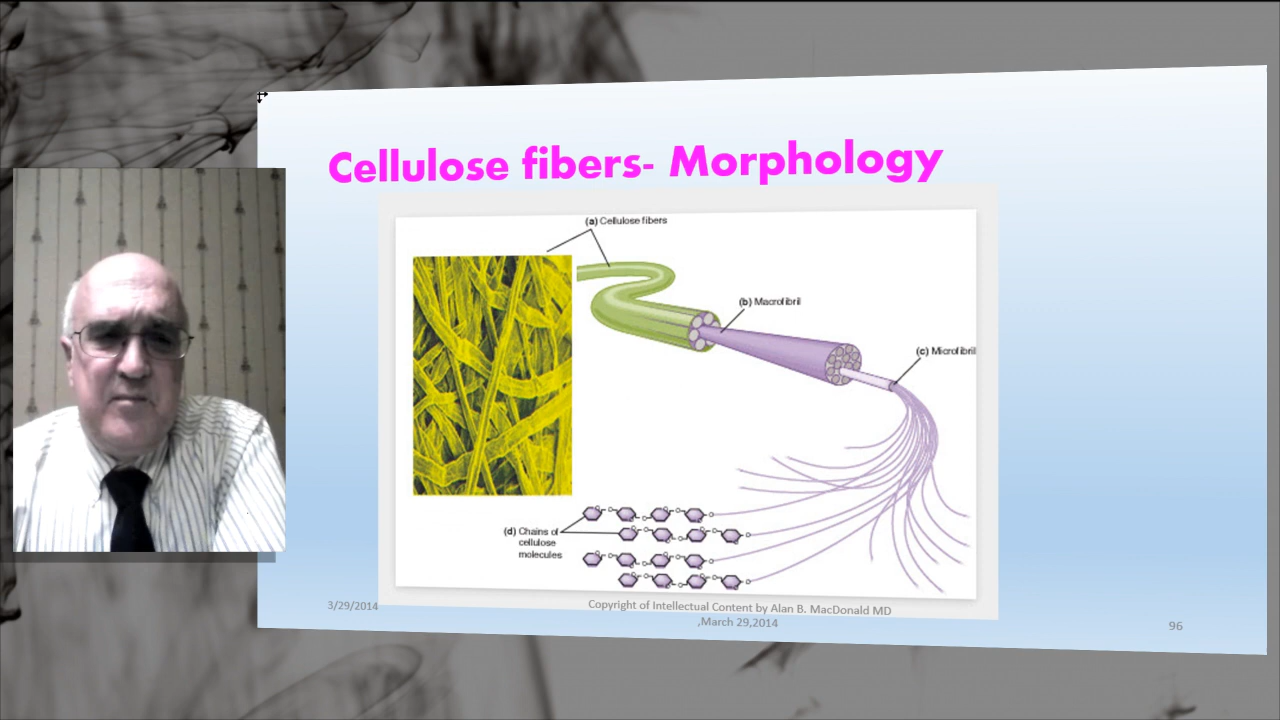 Cellulose fibers- Morphology
(a) Cellulose fibers
(b) Macrofibril
(c) Microfibril
(d) Chains of
cellulose
molecules
3/29/2014
Copyright of Intellectual Content by Alan B. MacDonald MD
,March 29,2014
96